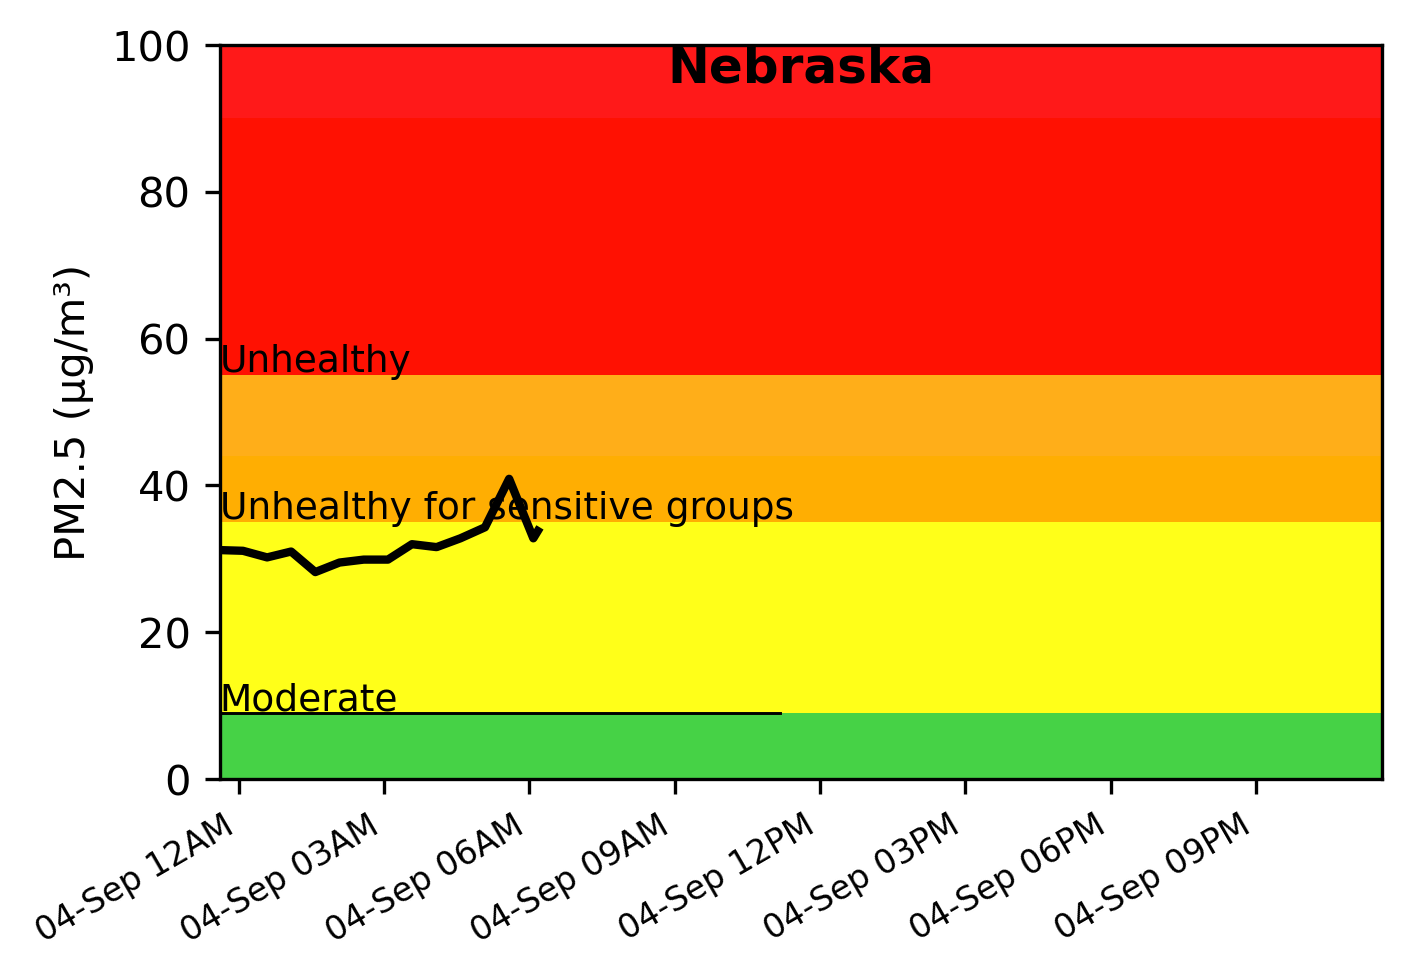 Nebraska
100
80
60
40
20
0
PM2.5 (µg/m³)
Unhealthy
Unhealthy for sensitive groups
Moderate
04-Sep 12AM
04-Sep 03AM
04-Sep 06AM
04-Sep 09AM
04-Sep 12PM
04-Sep 03PM
04-Sep 06PM
04-Sep 09PM